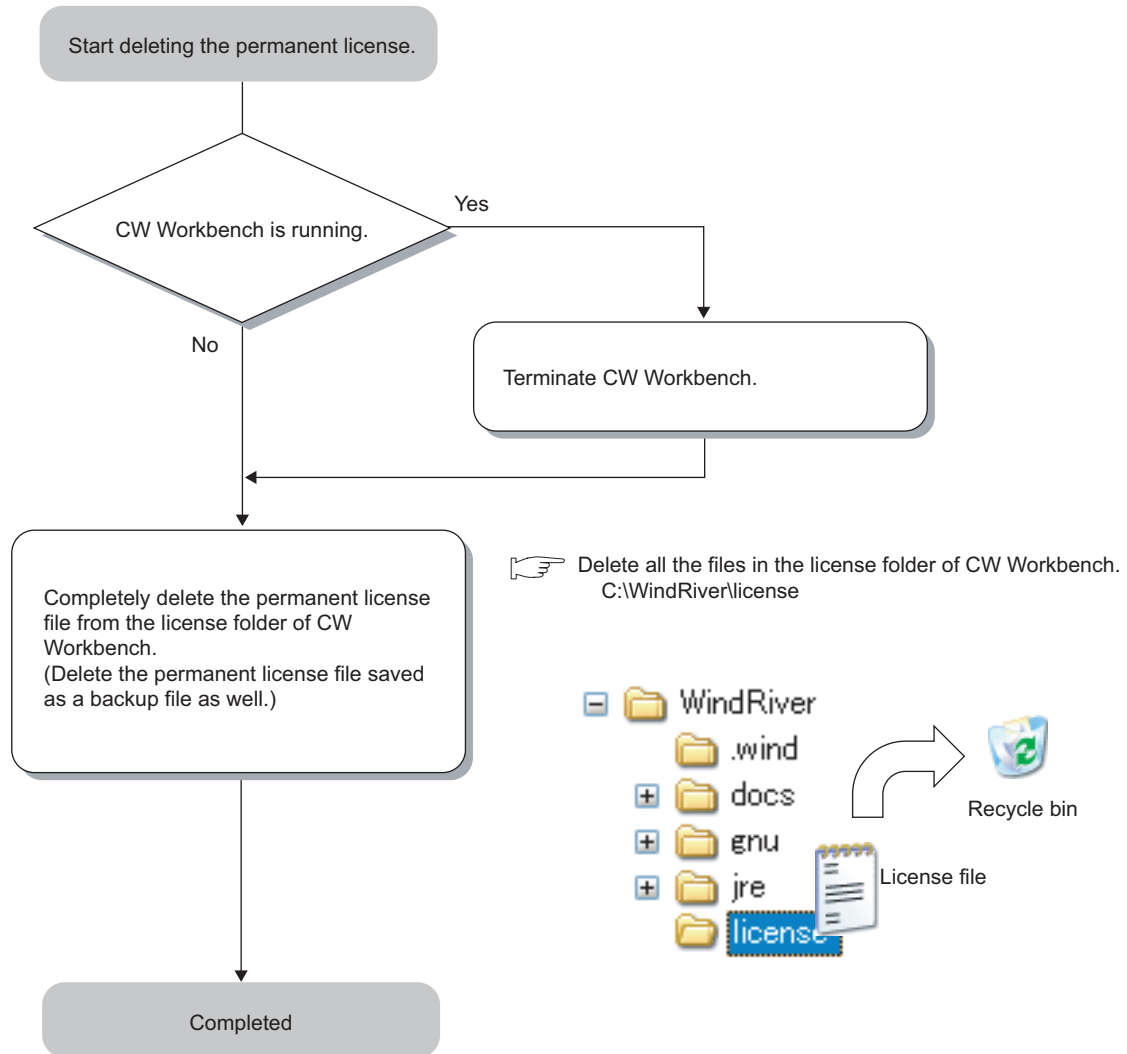 Start deleting the permanent license.
CW Workbench is running.
Yes
No
Terminate CW Workbench.
Completely delete the permanent license
file from the license folder of CW
Workbench.
(Delete the permanent license file saved
as a backup file as well.)
Delete all the files in the license folder of CW Workbench.
C:\WindRiver\license
WindRiver
.wind
docs
gnu
jre
license
Recycle bin
License file
Completed